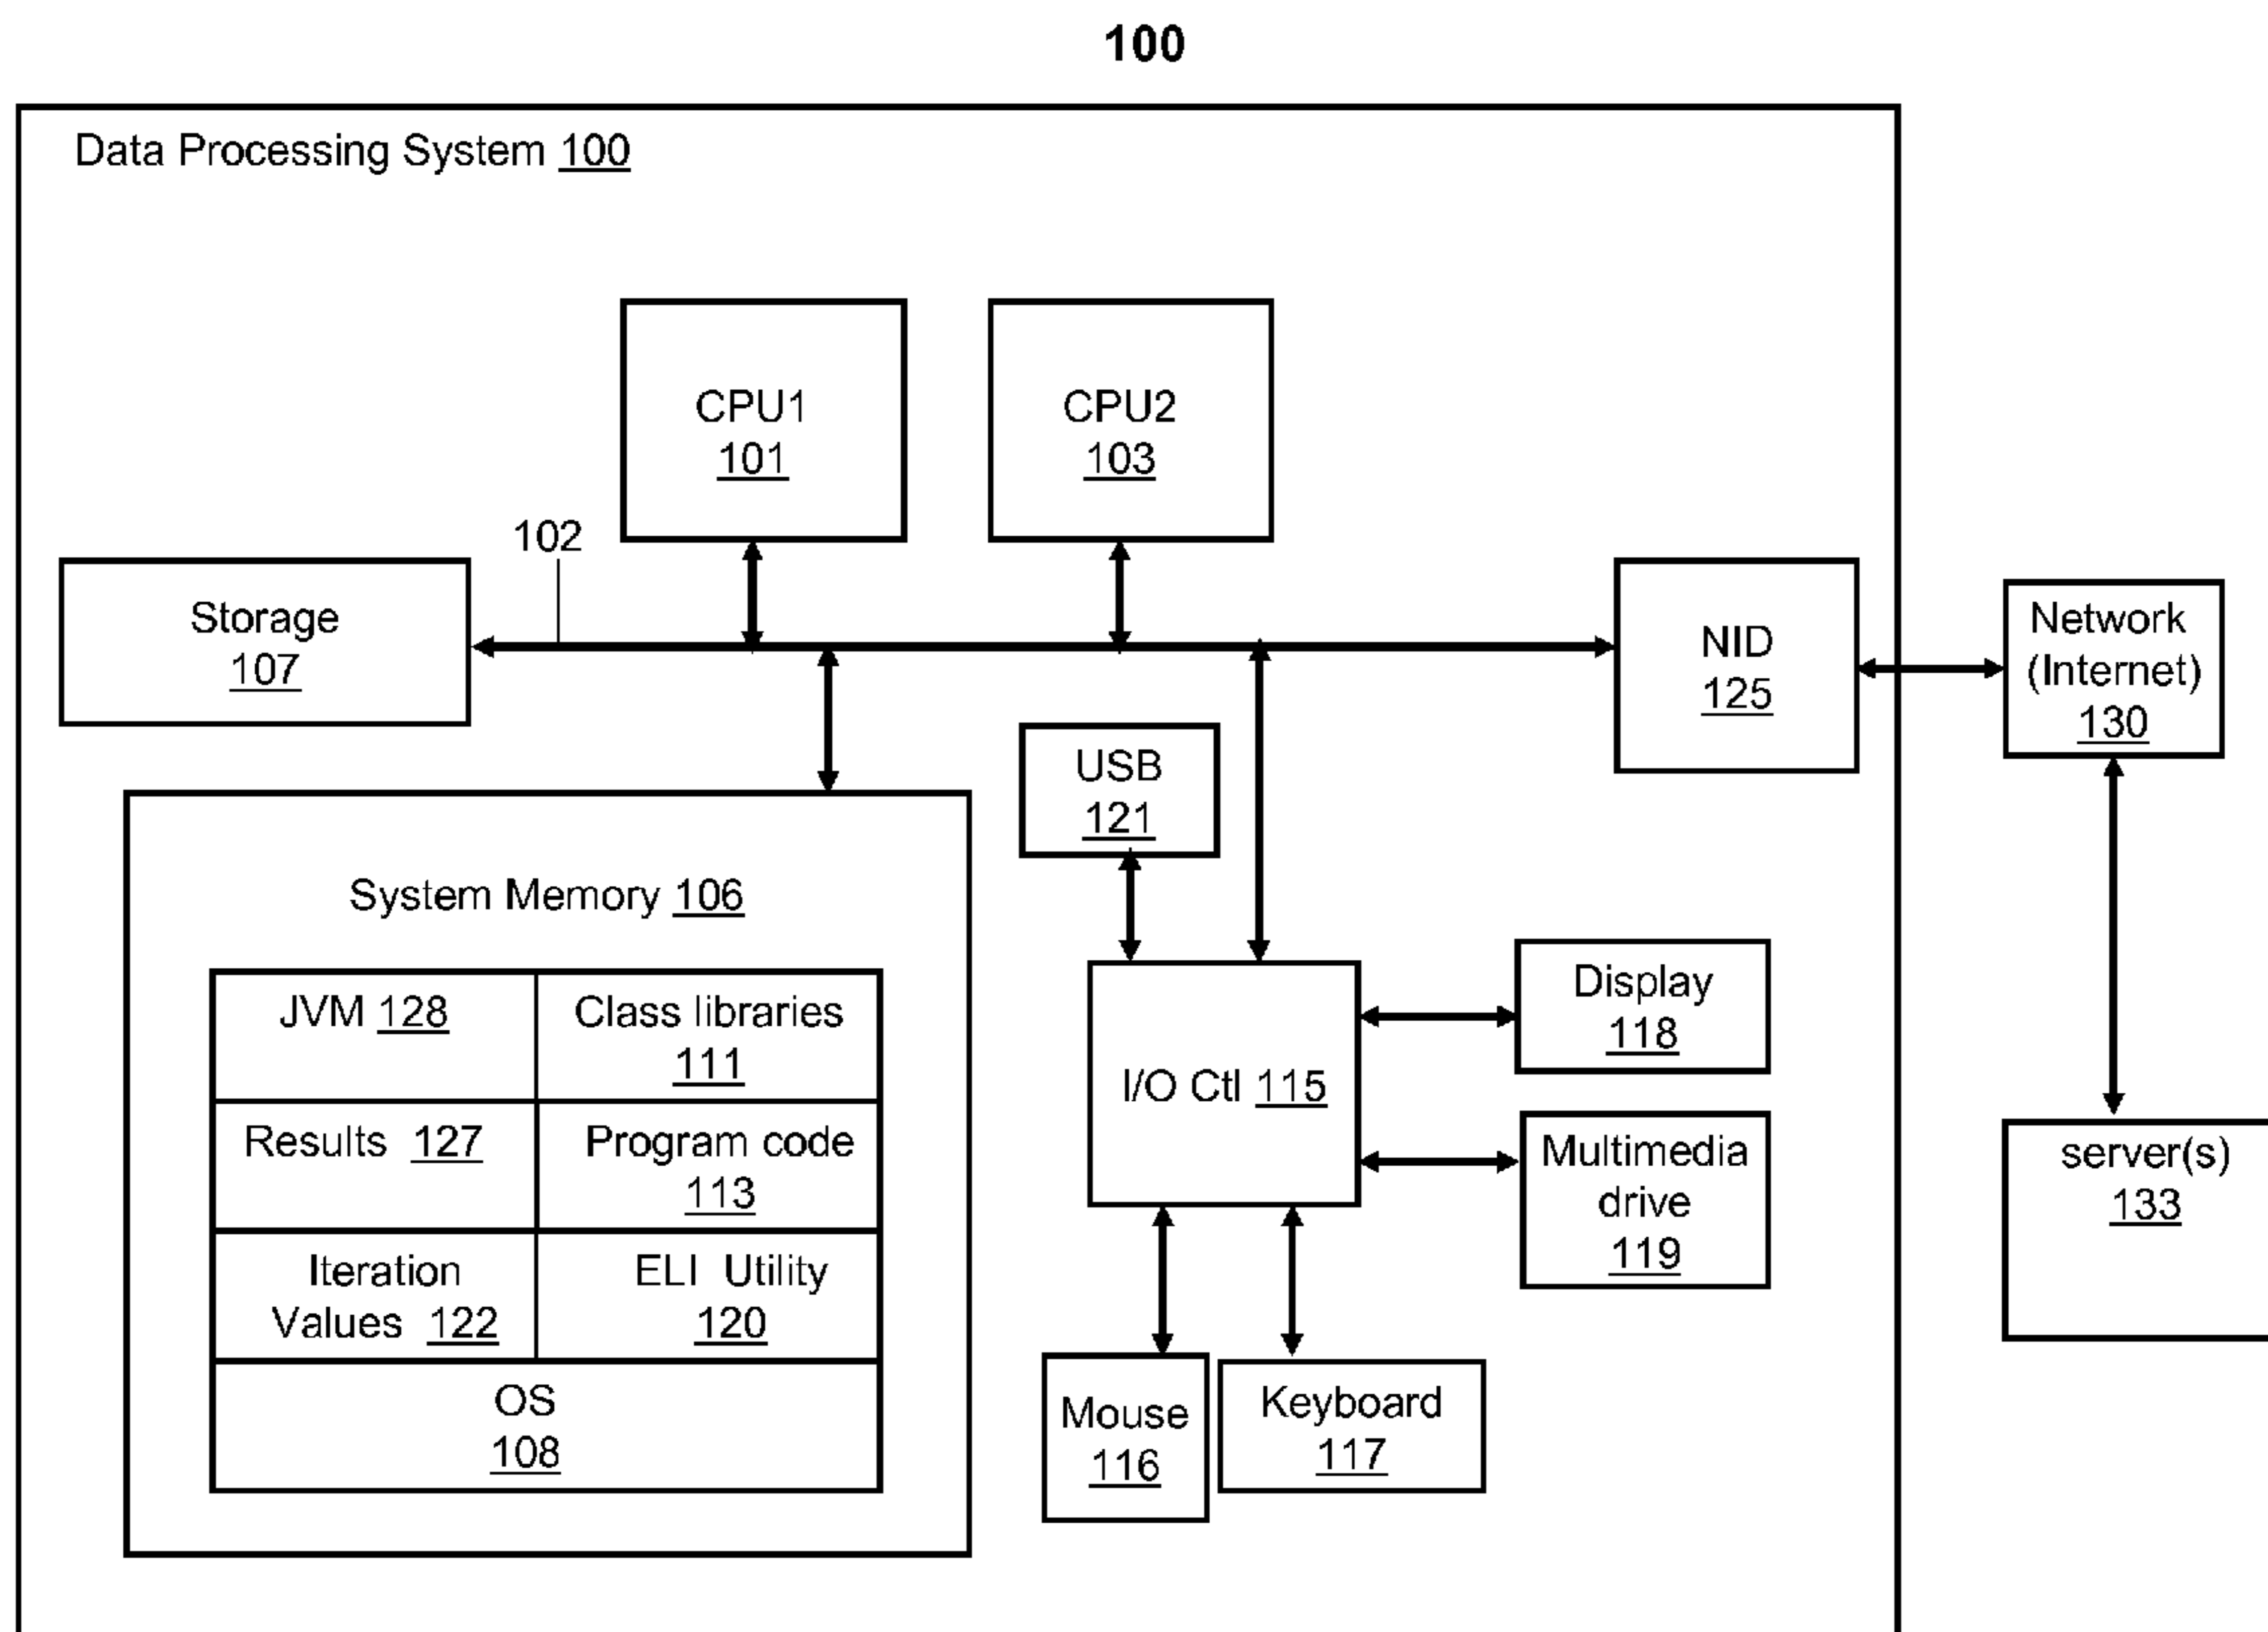 100
Data Processing System 100
CPU1
101
CPU2
103
102
Storage
107
NID
125
Network
(Internet)
130
USB
121
System Memory 106
JVM 128
Class libraries
111
Results 127
Program code
113
Iteration
Values 122
ELI Utility
120
OS
108
I/O Ctl 115
Display
118
Multimedia
drive
119
Mouse
116
Keyboard
117
server(s)
133